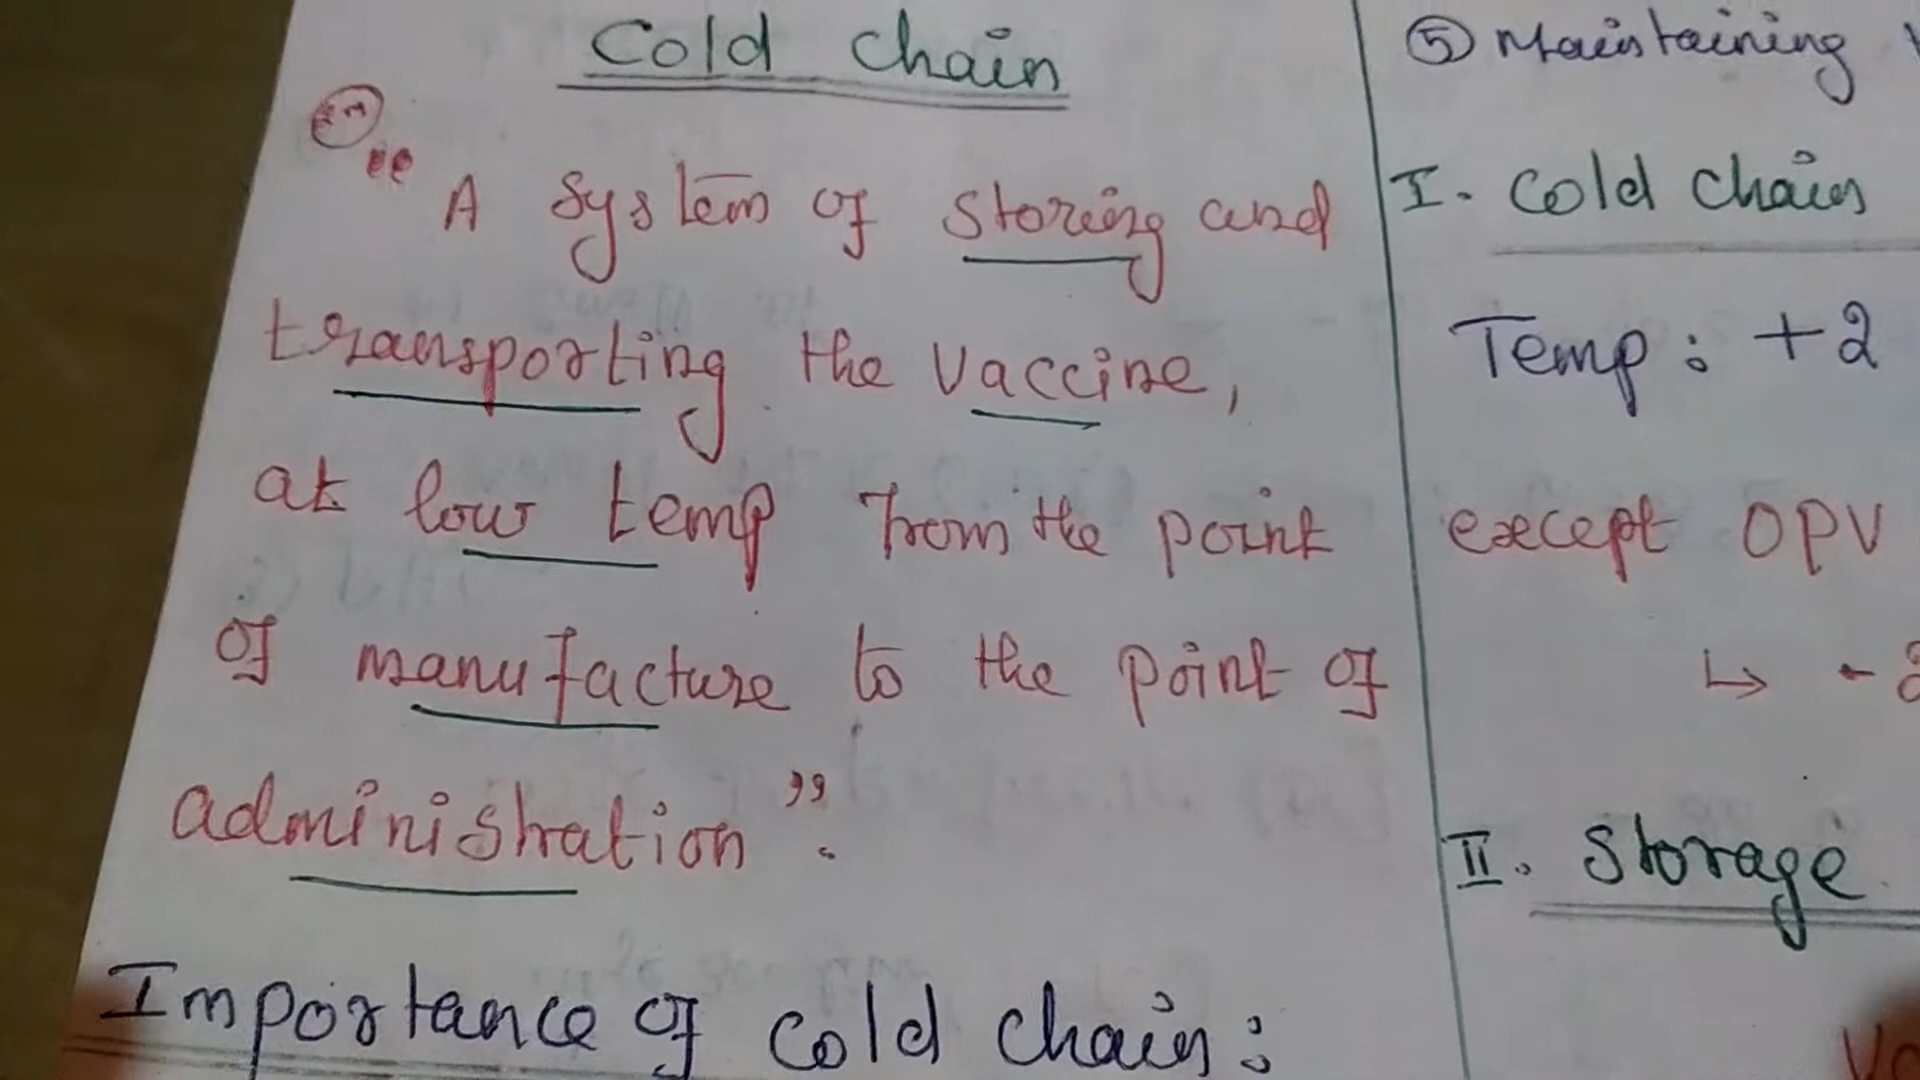 Cold chain
" A system of storing and
transporting the vaccine,
at low temp from the point
of manufacture to the point of
administration ".
Importance of cold chain:
⑤ Maintaining
I. Cold chain
Temp: +2
except OPV
↳ -2
II. Storage